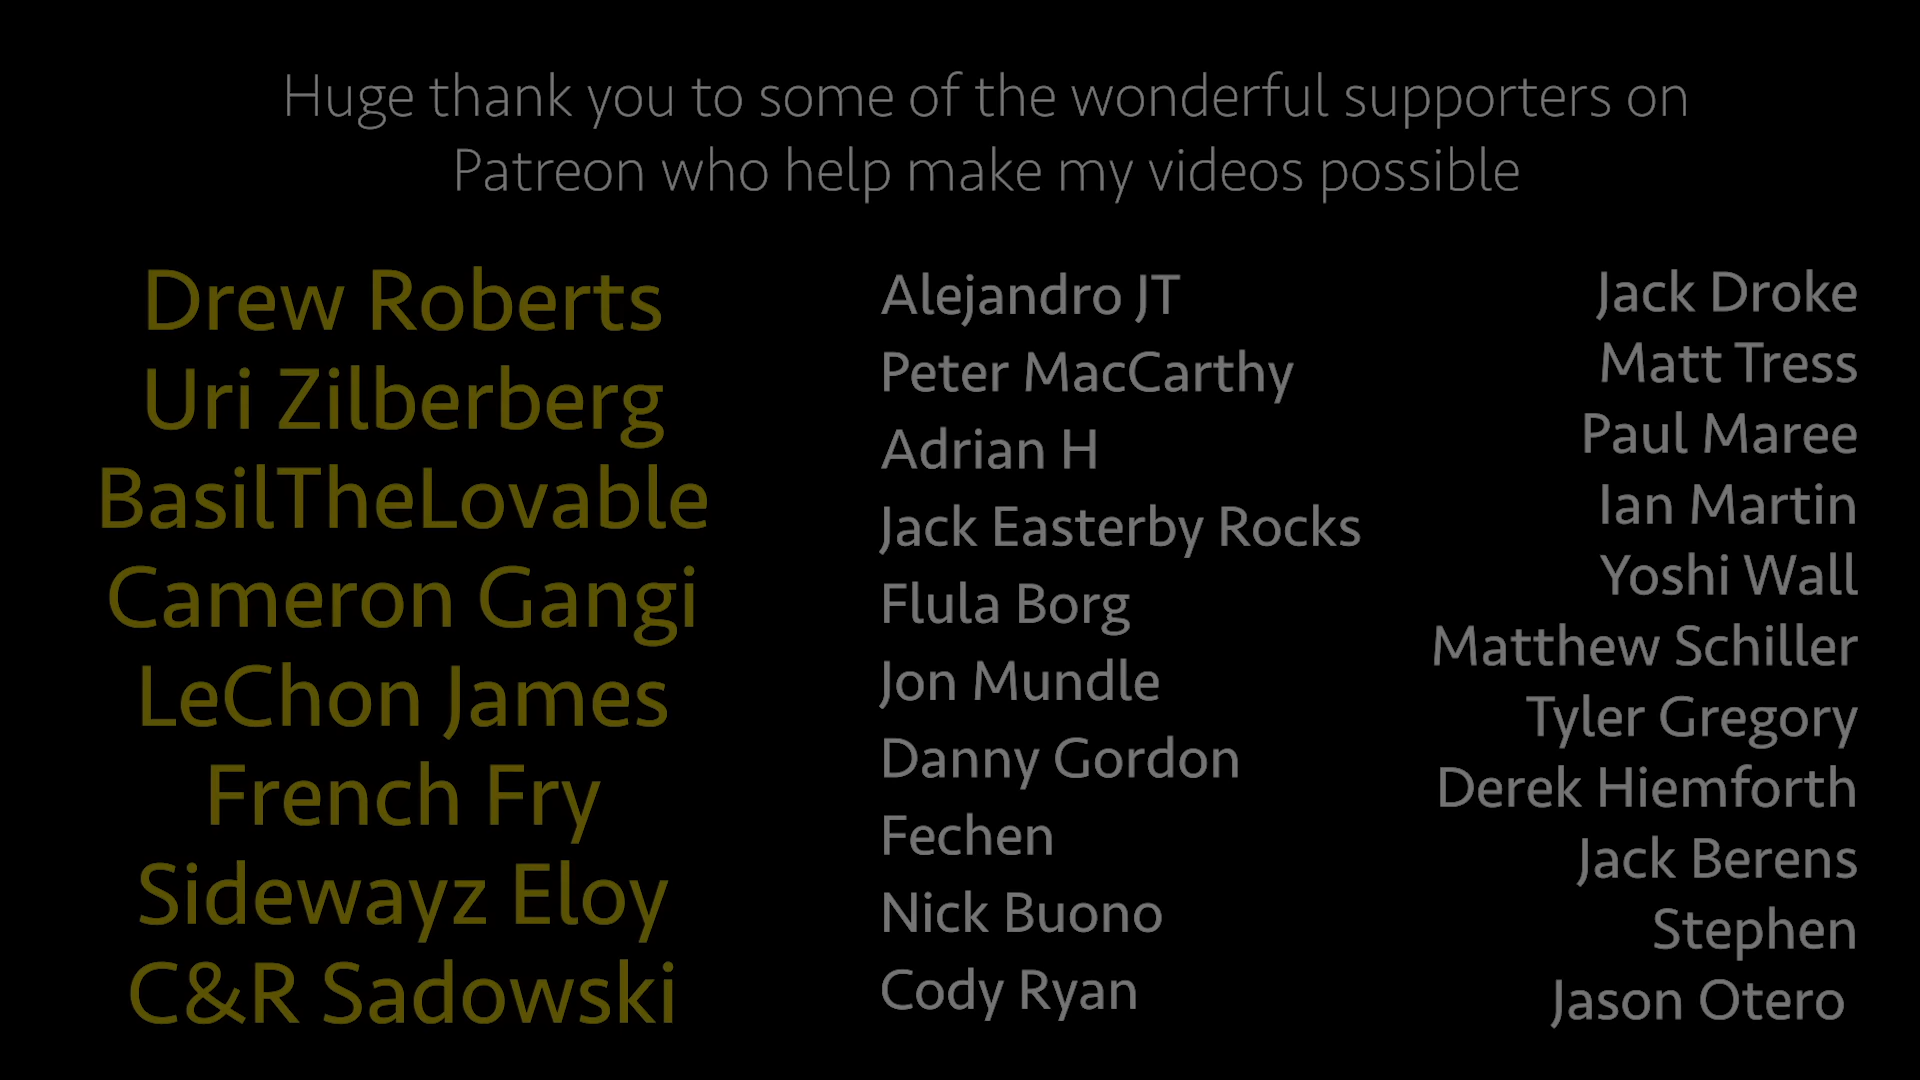 Huge thank you to some of the wonderful supporters on
Patreon who help make my videos possible
Drew Roberts
Uri Zilberberg
BasilTheLovable
Cameron Gangi
LeChon James
French Fry
Sidewayz Eloy
C&R Sadowski
Alejandro JT
Peter MacCarthy
Adrian H
Jack Easterby Rocks
Flula Borg
Jon Mundle
Danny Gordon
Fechen
Nick Buono
Cody Ryan
Jack Droke
Matt Tress
Paul Maree
Ian Martin
Yoshi Wall
Matthew Schiller
Tyler Gregory
Derek Hiemforth
Jack Berens
Stephen
Jason Otero